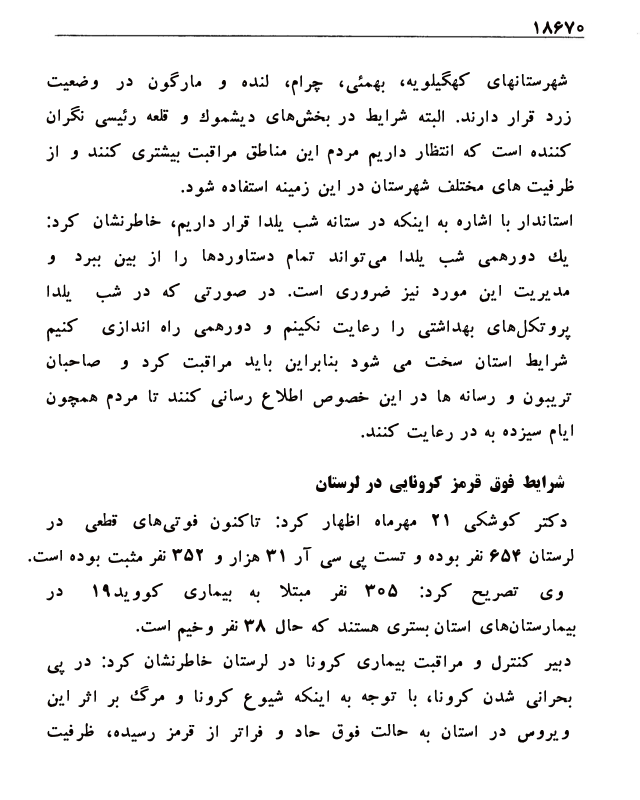 ۱۸۶۷۰
شهرستانهای کهگیلویه، بهمئی، چرام، لنده و مارگون در وضعیت
زرد قرار دارند. البته شرایط در بخش‌های دیشموك و قلعه رئیسی نگران
کننده است که انتظار داریم مردم این مناطق مراقبت بیشتری کنند و از
ظرفیت های مختلف شهرستان در این زمینه استفاده شود.
استاندار با اشاره به اینکه در ستانه شب یلدا قرار داریم، خاطرنشان کرد:
یك دورهمی شب یلدا می‌تواند تمام دستاوردها را از بین ببرد و
مدیریت این مورد نیز ضروری است. در صورتی که در شب یلدا
پروتکل‌های بهداشتی را رعایت نکینم و دورهمی راه اندازی کنیم
شرایط استان سخت می شود بنابراین باید مراقبت کرد و صاحبان
تریبون و رسانه ها در این خصوص اطلاع رسانی کنند تا مردم همچون
ایام سیزده به در رعایت کنند.
شرایط فوق قرمز کرونایی در لرستان
دکتر کوشکی ۲۱ مهرماه اظهار کرد: تاکنون فوتی‌های قطعی در
لرستان ۶۵۴ نفر بوده و تست پی سی آر ۳۱ هزار و ۳۵۲ نفر مثبت بوده است.
وی تصریح کرد: ۳۰۵ نفر مبتلا به بیماری کووید۱۹ در
بیمارستان‌های استان بستری هستند که حال ۳۸ نفر وخیم است.
دبیر کنترل و مراقبت بیماری کرونا در لرستان خاطرنشان کرد: در پی
بحرانی شدن کرونا، با توجه به اینکه شیوع کرونا و مرگ بر اثر این
ویروس در استان به حالت فوق حاد و فراتر از قرمز رسیده، ظرفیت